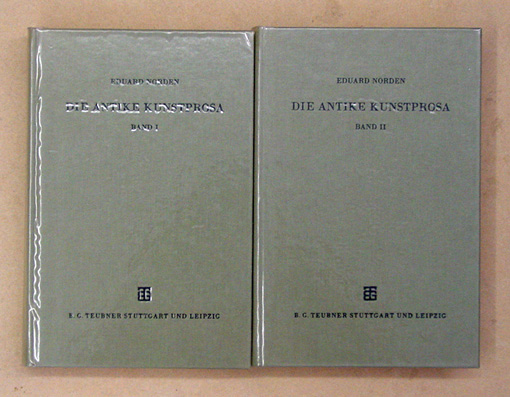 EDUARD NORDEN
DIE ANTIKE KUNSTPROSA
BAND I
B. G. TEUBNER STUTTGART UND LEIPZIG
EDUARD NORDEN
DIE ANTIKE KUNSTPROSA
BAND II
B. G. TEUBNER STUTTGART UND LEIPZIG